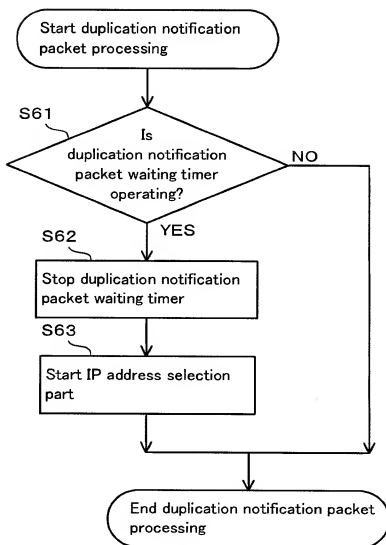 Start duplication notification
packet processing
S61
Is
duplication notification
packet waiting timer
operating?
NO
YES
S62
Stop duplication notification
packet waiting timer
S63
Start IP address selection
part
End duplication notification packet
processing